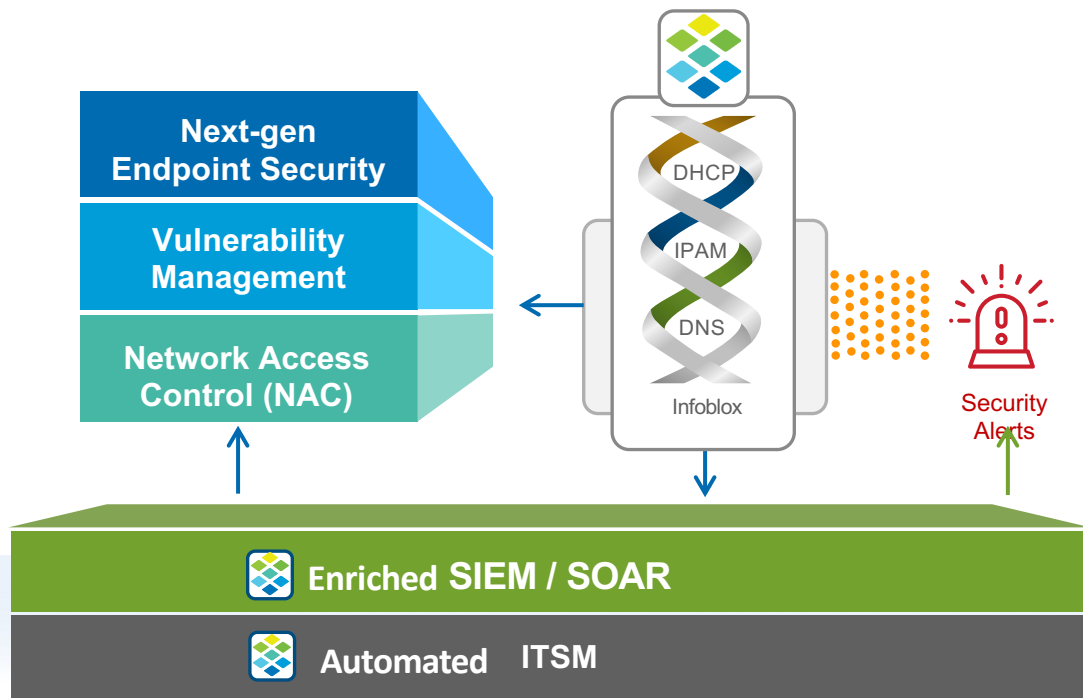 Next-gen
Endpoint Security
Vulnerability
Management
Network Access
Control (NAC)
DHCP
IPAM
DNS
Infoblox
Security
Alerts
Enriched SIEM / SOAR
Automated ITSM